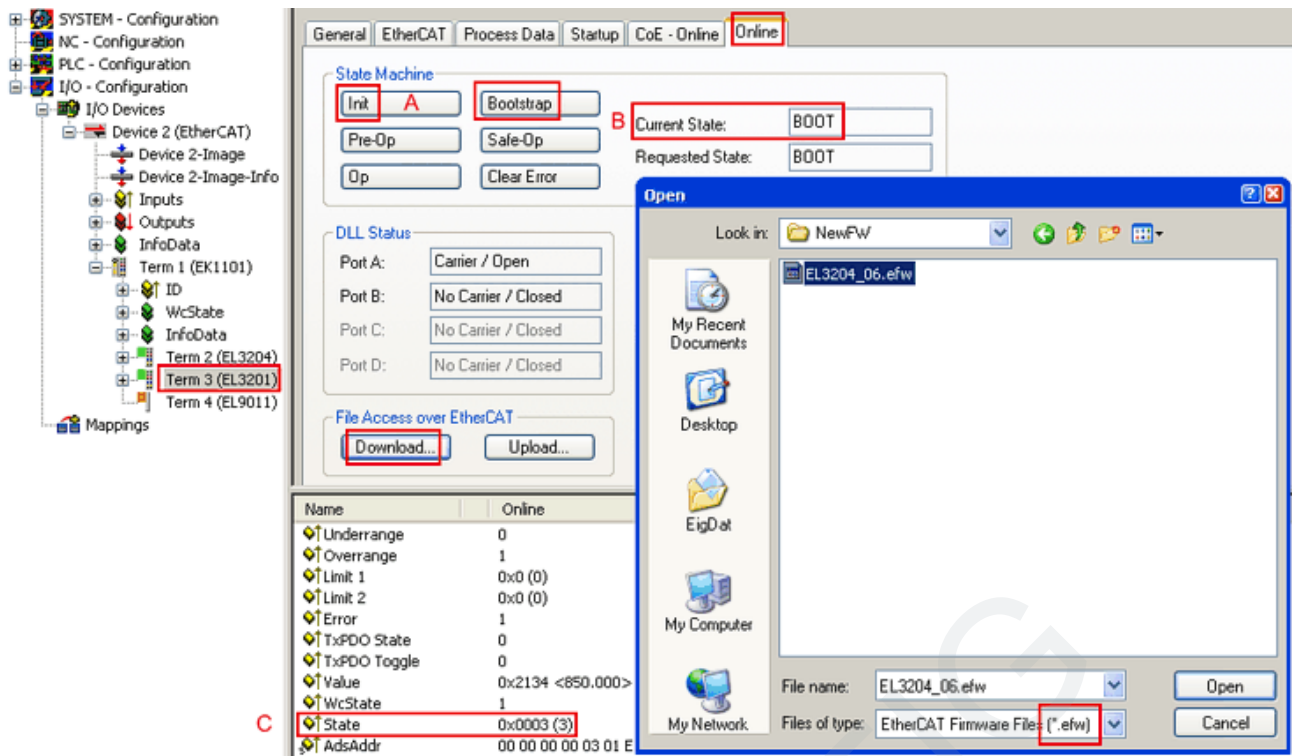 SYSTEM - Configuration
NC - Configuration
PLC - Configuration
I/O - Configuration
I/O Devices
Device 2 (EtherCAT)
Device 2-Image
Device 2-Image-Info
Inputs
Outputs
InfoData
Term 1 (EK1101)
ID
WcState
InfoData
Term 2 (EL3204)
Term 3 (EL3201)
Term 4 (EL9011)
Mappings
General EtherCAT Process Data Startup CoE - Online Online
State Machine
Init A Bootstrap
Pre-Op Safe-Op
Op Clear Error
B Current State: BOOT
Requested State: BOOT
DLL Status
Port A: Carrier / Open
Port B: No Carrier / Closed
Port C: No Carrier / Closed
Port D: No Carrier / Closed
File Access over EtherCAT
Download... Upload...
Name Online
Underrange 0
Overrange 1
Limit 1 0x0 (0)
Limit 2 0x0 (0)
Error 1
TxPDO State 0
TxPDO Toggle 0
Value 0x2134 <850.000>
WcState 1
C State 0x0003 (3)
AdsAddr 00 00 00 00 03 01 E
Open
Look in: NewFW
EL3204_06.efw
My Recent
Documents
Desktop
EigDat
My Computer
My Network
File name: EL3204_06.efw Open
Files of type: EtherCAT Firmware Files (*.efw) Cancel